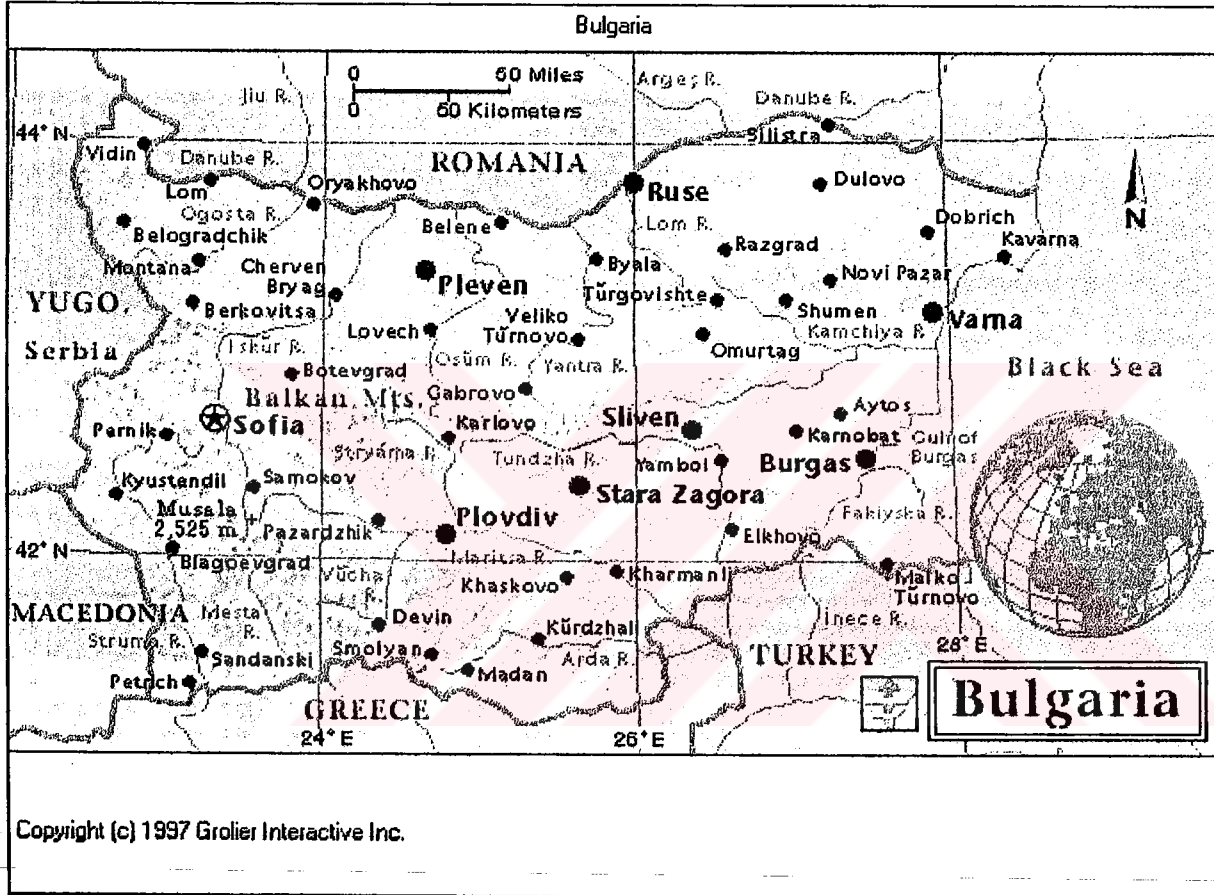 Bulgaria
0 60 Miles
0 60 Kilometers
Argeş R.
Jiu R.
Danube R.
44° N
Silistra
Vidin
Danube R.
ROMANIA
Lom
Oryakhovo
Ruse
Dulovo
N
Ogosta R.
Belene
Lom R.
Dobrich
Belogradchik
Razgrad
Kavarna
Montana
Cherven
Bryag
Pleven
Byala
Novi Pazar
YUGO.
Berkovitsa
Tŭrgovishte
Shumen
Varna
Serbia
Lovech
Veliko
Tŭrnovo
Kamchiya R.
Iskŭr R.
Osŭm R.
Yantra R.
Omurtag
Black Sea
Botevgrad
Gabrovo
Balkan Mts.
Aytos
Sofia
Sliven
Pernik
Karlovo
Karnobat
Gulf of
Burgas
Stryama R.
Tundzha R.
Yambol
Burgas
Kyustendil
Samokov
Stara Zagora
Musala
2,525 m
Pazardzhik
Plovdiv
Fakiyska R.
42° N
Elkhovo
Blagoevgrad
Maritsa R.
Vŭcha
R.
Khaskovo
Kharmanli
Malko
Tŭrnovo
MACEDONIA
Mesta
R.
Devin
Inece R.
Struma R.
Kŭrdzhali
28° E
Sandanski
Smolyan
Arda R.
TURKEY
Petrich
Madan
GREECE
Bulgaria
24° E
26° E
Copyright (c) 1997 Grolier Interactive Inc.